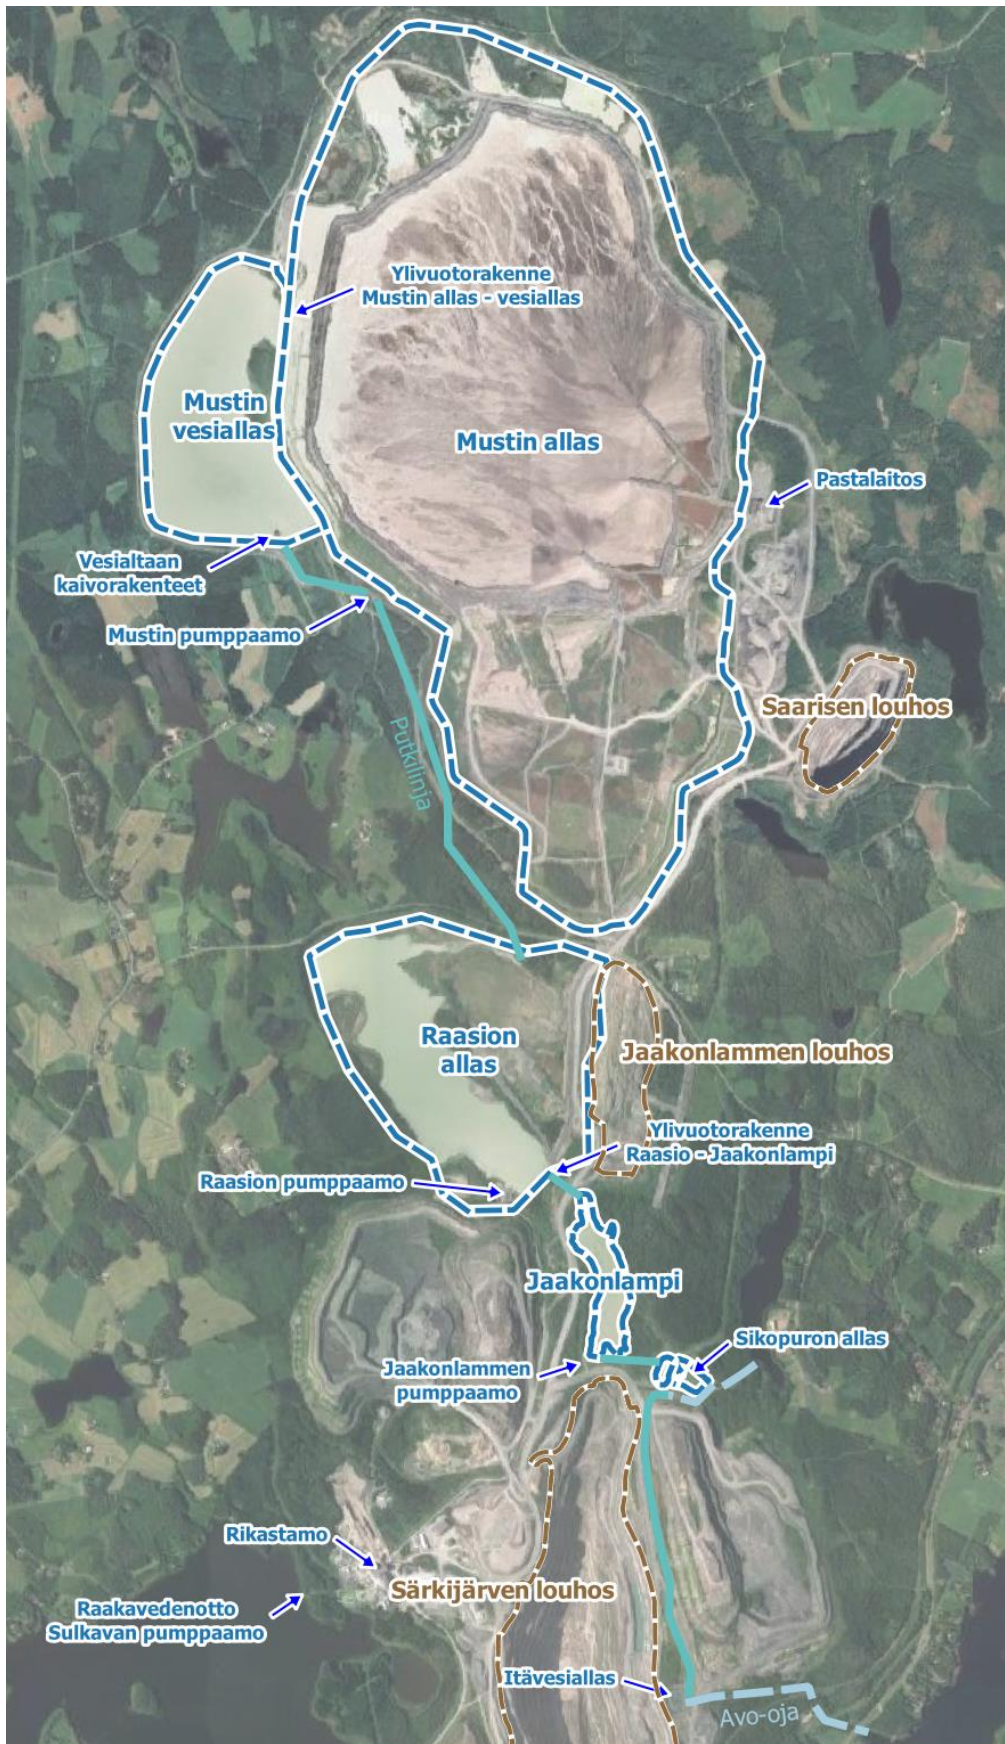 Ylivuotorakenne
Mustin allas - vesiallas
Mustin
vesiallas
Mustin allas
Pastalaitos
Vesialtaan
kaivorakenteet
Mustin pumppaamo
Putkilinja
Saarisen louhos
Raasion
allas
Jaakonlammen louhos
Ylivuotorakenne
Raasio - Jaakonlampi
Raasion pumppaamo
Jaakonlampi
Sikopuron allas
Jaakonlammen
pumppaamo
Rikastamo
Särkijärven louhos
Raakavedenotto
Sulkavan pumppaamo
Itävesiallas
Avo-oja